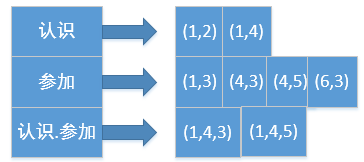 认识 (1,2) (1,4)
参加 (1,3) (4,3) (4,5) (6,3)
认识.参加 (1,4,3) (1,4,5)